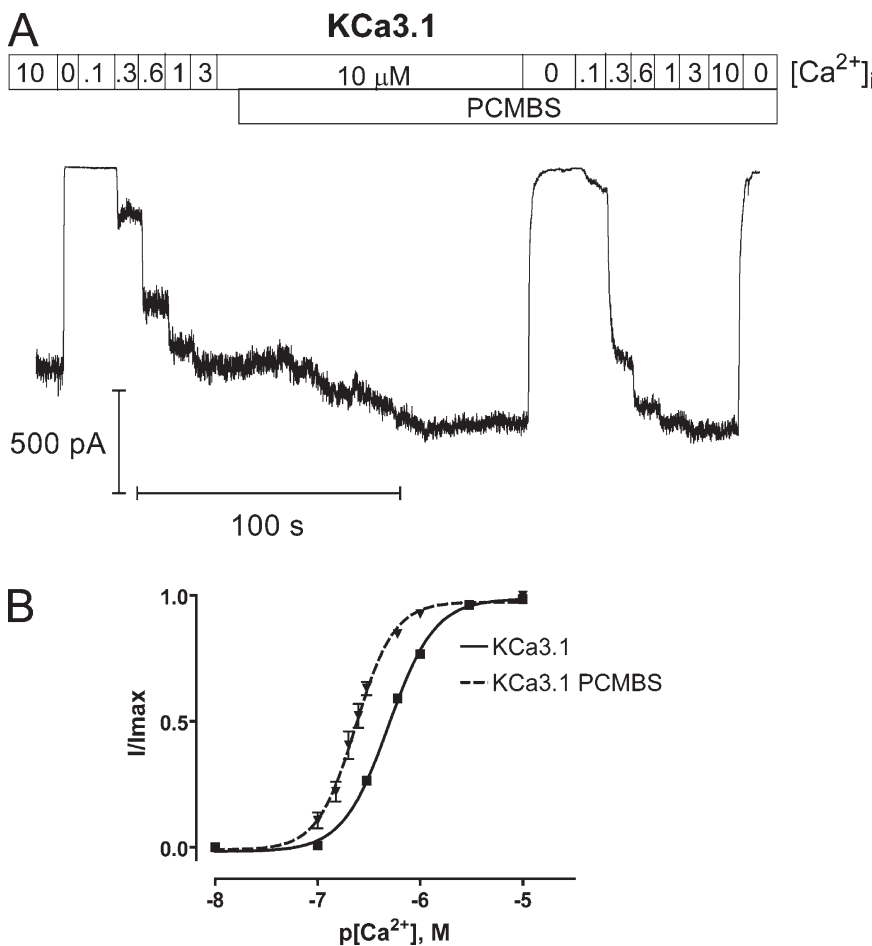 A
KCa3.1
10 0 .1 .3 .6 1 3 10 µM 0 .1 .3 .6 1 3 10 0 [Ca²⁺]i
PCMBS
500 pA
100 s
B
1.0
KCa3.1
KCa3.1 PCMBS
I/Imax
0.5
0.0
-8 -7 -6 -5
p[Ca²⁺], M